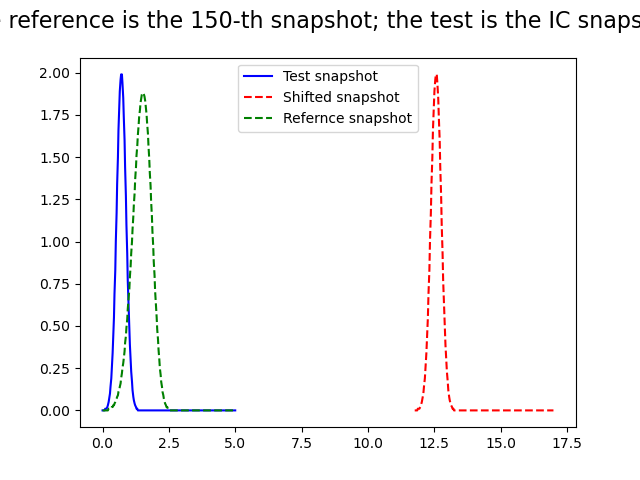 reference is the 150-th snapshot; the test is the IC snaps
2.00
1.75
1.50
1.25
1.00
0.75
0.50
0.25
0.00
Test snapshot
Shifted snapshot
Refernce snapshot
0.0 2.5 5.0 7.5 10.0 12.5 15.0 17.5